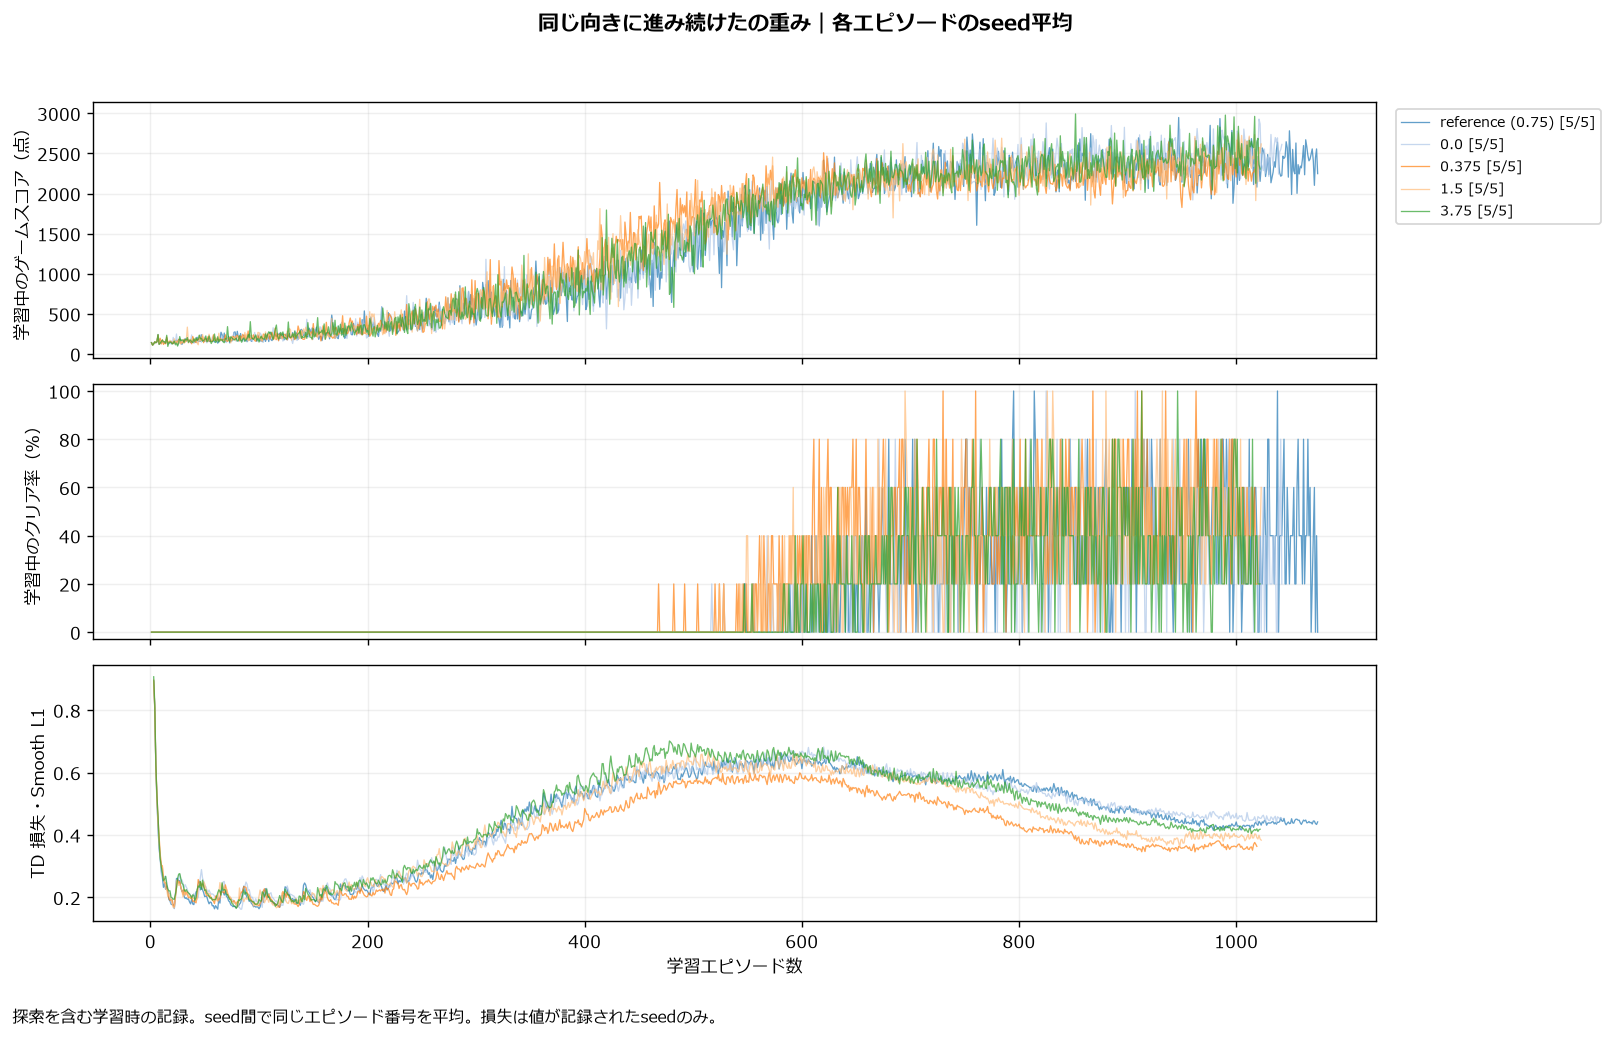 同じ向きに進み続けたの重み｜各エピソードのseed平均
学習中のゲームスコア（点）
3000
2500
2000
1500
1000
500
0
reference (0.75) [5/5]
0.0 [5/5]
0.375 [5/5]
1.5 [5/5]
3.75 [5/5]
学習中のクリア率（%）
100
80
60
40
20
0
TD 損失・Smooth L1
0.8
0.6
0.4
0.2
0 200 400 600 800 1000
学習エピソード数
探索を含む学習時の記録。seed間で同じエピソード番号を平均。損失は値が記録されたseedのみ。